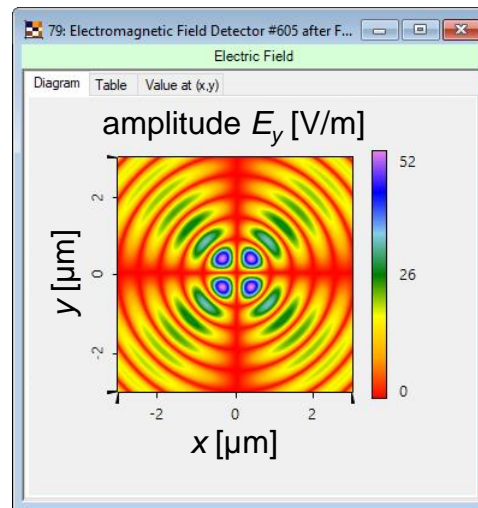 79: Electromagnetic Field Detector #605 after F...
Electric Field
Diagram Table Value at (x,y)
amplitude E_y [V/m]
52
26
0
2
0
-2
y [µm]
-2 0 2
x [µm]